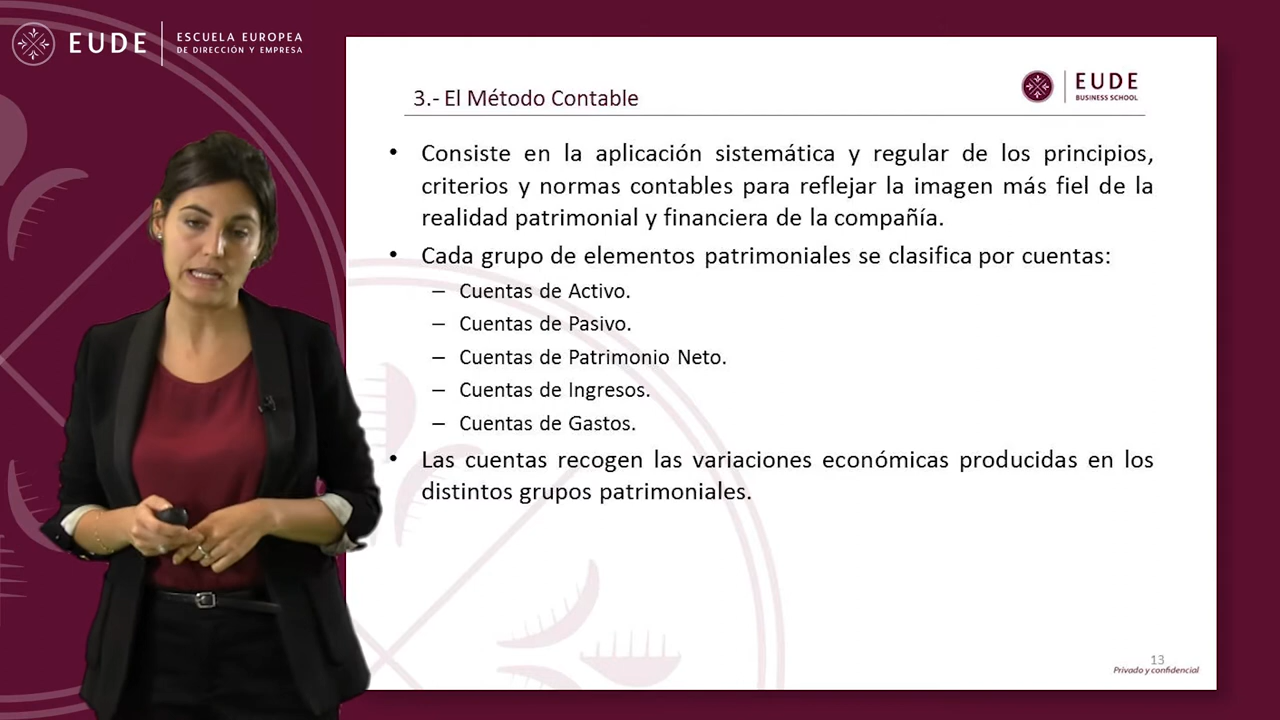 EUDE
ESCUELA EUROPEA
DE DIRECCIÓN Y EMPRESA
3.- El Método Contable
EUDE
BUSINESS SCHOOL
• Consiste en la aplicación sistemática y regular de los principios,
criterios y normas contables para reflejar la imagen más fiel de la
realidad patrimonial y financiera de la compañía.
• Cada grupo de elementos patrimoniales se clasifica por cuentas:
– Cuentas de Activo.
– Cuentas de Pasivo.
– Cuentas de Patrimonio Neto.
– Cuentas de Ingresos.
– Cuentas de Gastos.
• Las cuentas recogen las variaciones económicas producidas en los
distintos grupos patrimoniales.
13
Privado y confidencial